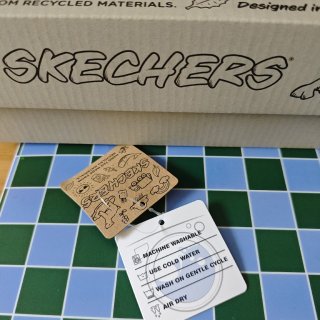 OM RECYCLED MATERIALS.
Designed in
SKECHERS
SKECHERS
MACHINE WASHABLE
USE COLD WATER
WASH ON GENTLE CYCLE
AIR DRY